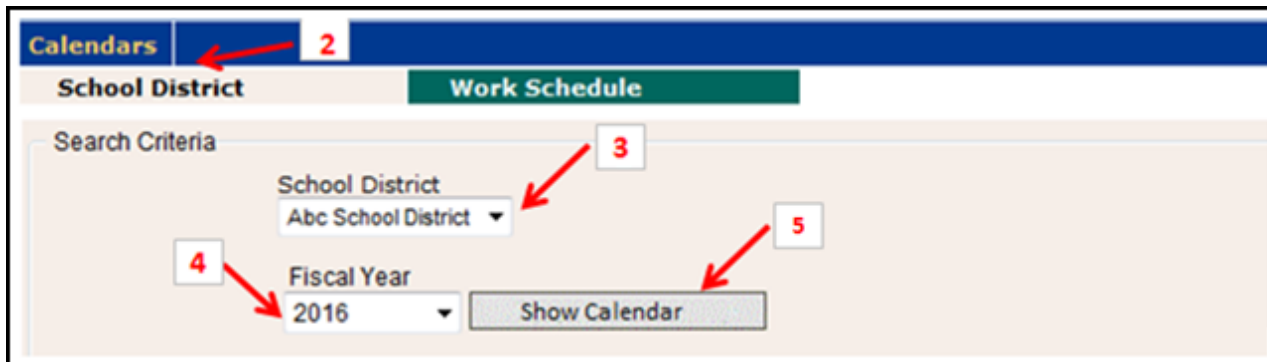 Calendars 2
School District Work Schedule
Search Criteria
3
School District
Abc School District
5
4
Fiscal Year
2016 Show Calendar